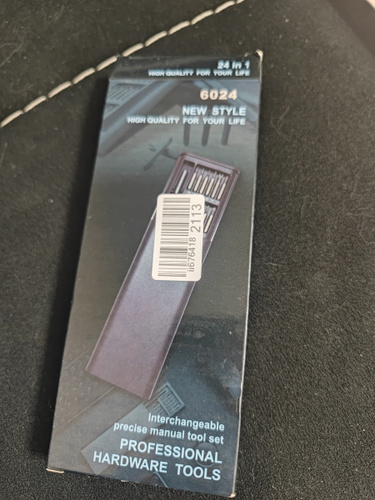 24 in 1
HIGH QUALITY FOR YOUR LIFE
6024
NEW STYLE
HIGH QUALITY FOR YOUR LIFE
ii676418 2113
Interchangeable
precise manual tool set
PROFESSIONAL
HARDWARE TOOLS